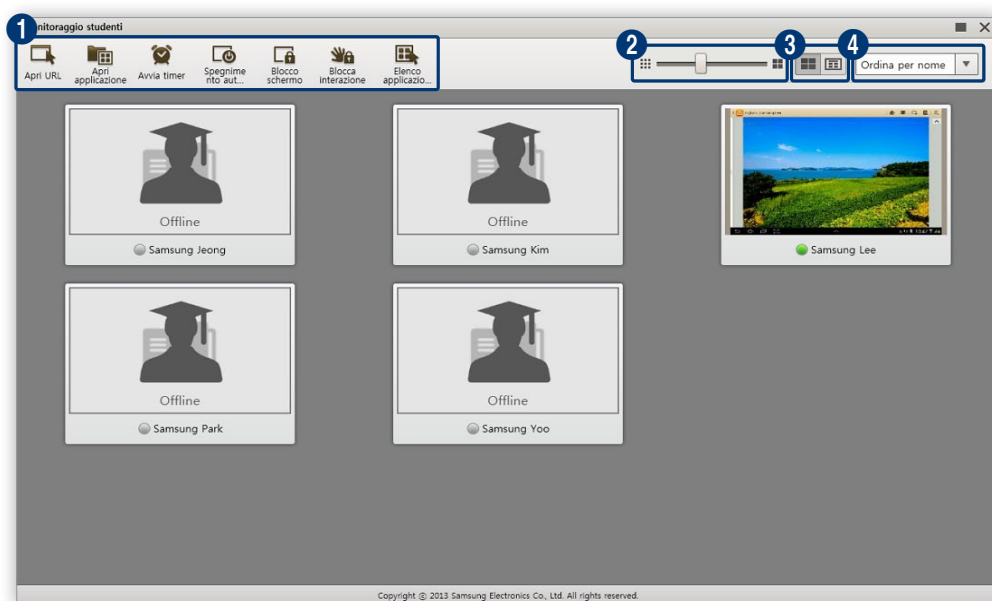 1
onitoraggio studenti
2
3
4
Apri URL
Apri
applicazione
Avvia timer
Spegnime
nto aut...
Blocco
schermo
Blocca
interazione
Elenco
applicazio...
Ordina per nome
Offline
Samsung Jeong
Offline
Samsung Kim
Samsung Lee
Offline
Samsung Park
Offline
Samsung Yoo
Copyright ⓒ 2013 Samsung Electronics Co., Ltd. All rights reserved.